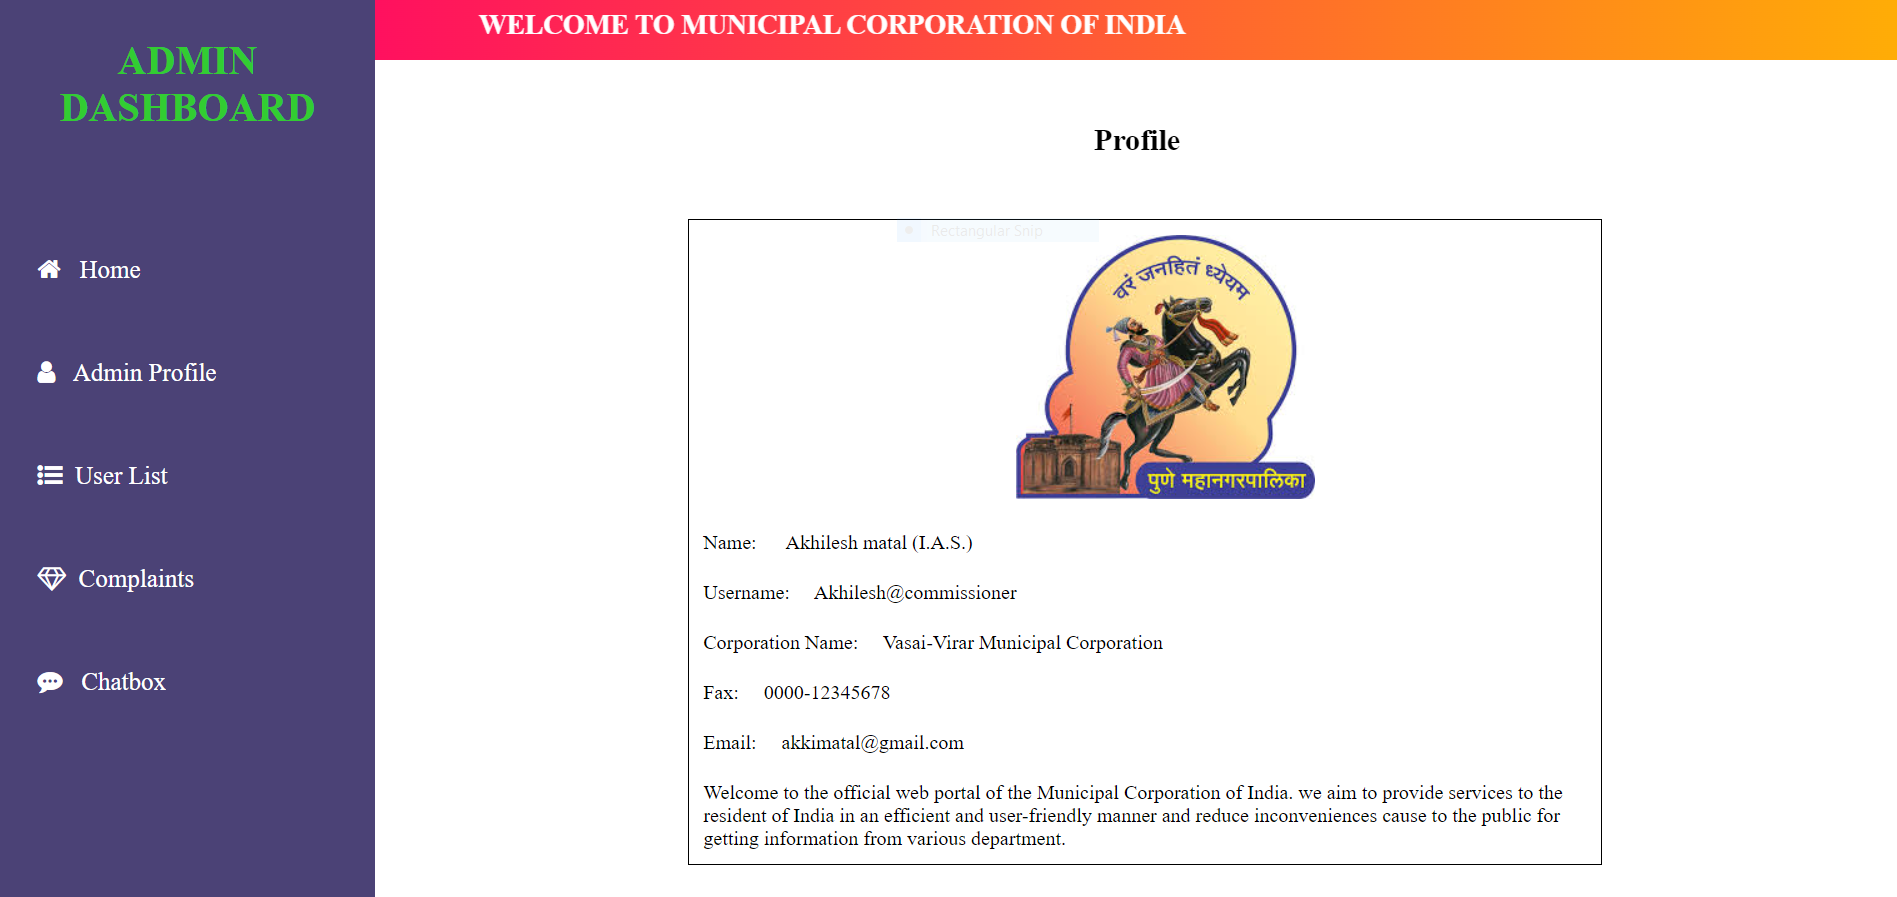 ADMIN
DASHBOARD
Home
Admin Profile
User List
Complaints
Chatbox
WELCOME TO MUNICIPAL CORPORATION OF INDIA
Profile
Rectangular Snip
वरं जनहितं ध्येयम
पुणे महानगरपालिका
Name: Akhilesh matal (I.A.S.)
Username: Akhilesh@commissioner
Corporation Name: Vasai-Virar Municipal Corporation
Fax: 0000-12345678
Email: akkimatal@gmail.com
Welcome to the official web portal of the Municipal Corporation of India. we aim to provide services to the
resident of India in an efficient and user-friendly manner and reduce inconveniences cause to the public for
getting information from various department.